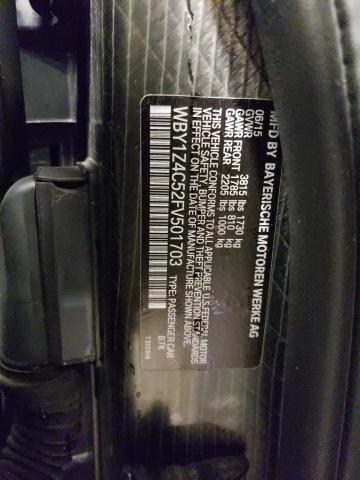 MFD BY BAYERISCHE MOTOREN WERKE AG
06/15
GVWR 3815 lbs 1730 kg
GAWR FRONT 1785 lbs 810 kg
GAWR REAR 2205 lbs 1000 kg
THIS VEHICLE CONFORMS TO ALL APPLICABLE U.S.FEDERAL MOTOR
VEHICLE SAFETY, BUMPER, AND THEFT PREVENTION STANDARDS
IN EFFECT ON THE DATE OF MANUFACTURE SHOWN ABOVE.
WBY1Z4C52FV501703 TYPE: PASSENGER CAR
B74